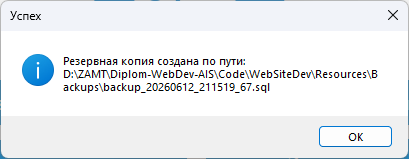 Успех
Резервная копия создана по пути:
D:\ZAMT\Diplom-WebDev-AIS\Code\WebSiteDev\Resources\B
ackups\backup_20260612_211519_67.sql
OK